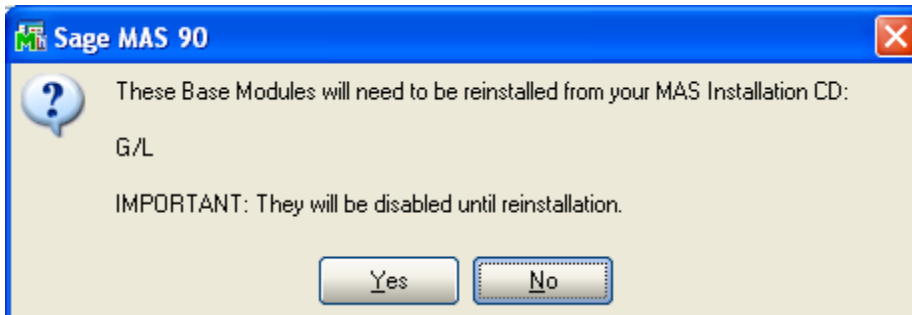 Sage MAS 90
These Base Modules will need to be reinstalled from your MAS Installation CD:
G/L
IMPORTANT: They will be disabled until reinstallation.
Yes No